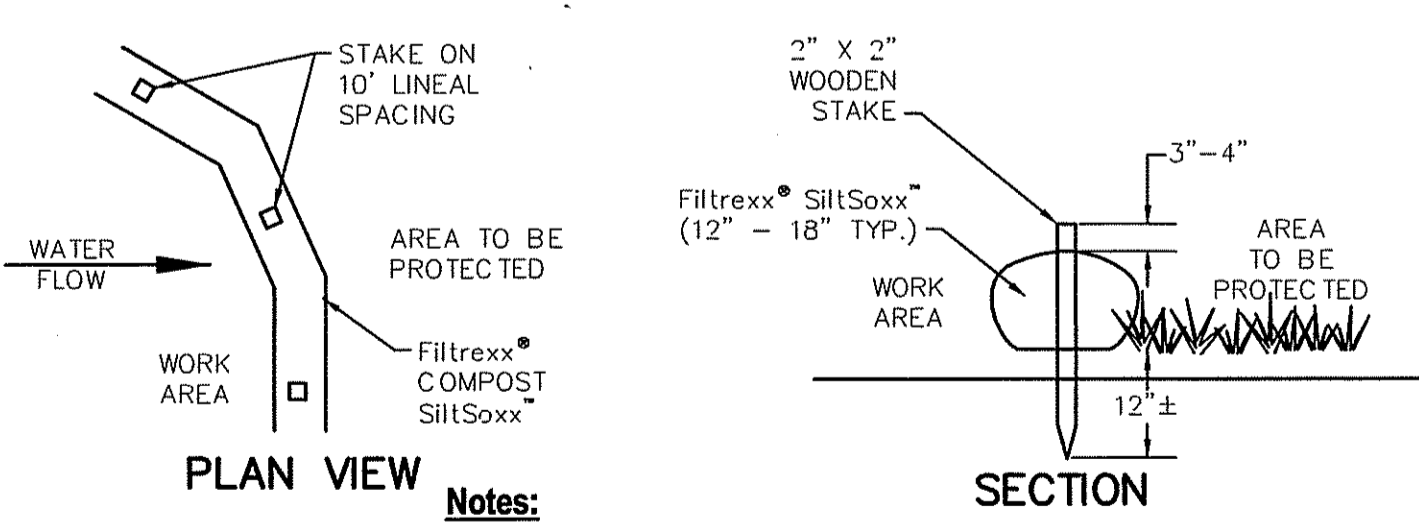 STAKE ON
10' LINEAL
SPACING
WATER
FLOW
AREA TO BE
PROTECTED
WORK
AREA
Filtrexx®
COMPOST
SiltSoxx™
PLAN VIEW
Notes:
2" X 2"
WOODEN
STAKE
3"-4"
Filtrexx® SiltSoxx™
(12" - 18" TYP.)
WORK
AREA
AREA
TO BE
PROTECTED
12"±
SECTION